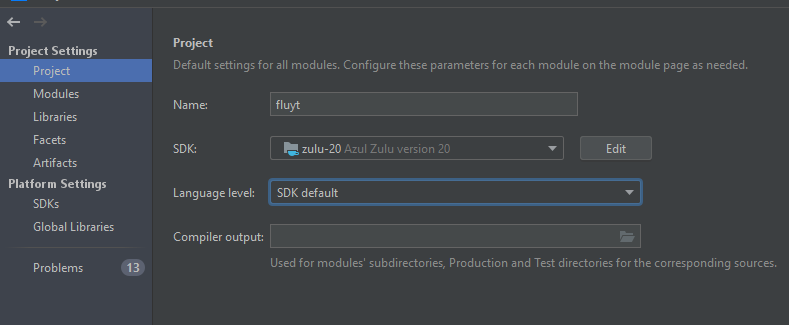 Project Settings
Project
Modules
Libraries
Facets
Artifacts
Platform Settings
SDKs
Global Libraries
Problems 13
Project
Default settings for all modules. Configure these parameters for each module on the module page as needed.
Name: fluyt
SDK: zulu-20 Azul Zulu version 20 Edit
Language level: SDK default
Compiler output:
Used for modules' subdirectories, Production and Test directories for the corresponding sources.